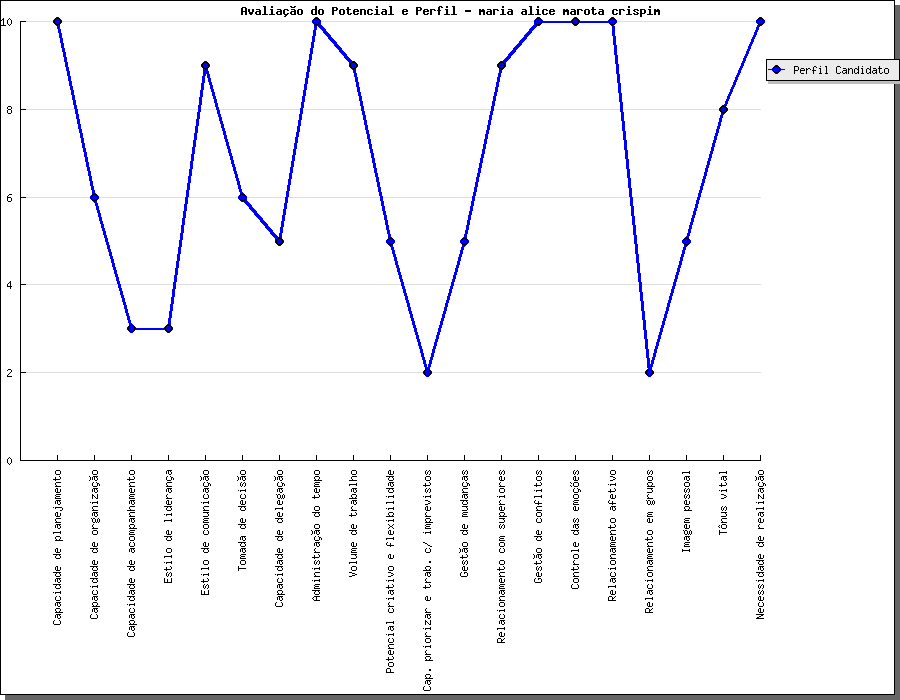 Avaliação do Potencial e Perfil - maria alice marota crispim
10
8
6
4
2
0
Perfil Candidato
Capacidade de planejamento
Capacidade de organização
Capacidade de acompanhamento
Estilo de liderança
Estilo de comunicação
Tomada de decisão
Capacidade de delegação
Administração do tempo
Volume de trabalho
Potencial criativo e flexibilidade
Cap. priorizar e trab. c/ imprevistos
Gestão de mudanças
Relacionamento com superiores
Gestão de conflitos
Controle das emoções
Relacionamento afetivo
Relacionamento em grupos
Imagem pessoal
Tônus vital
Necessidade de realização